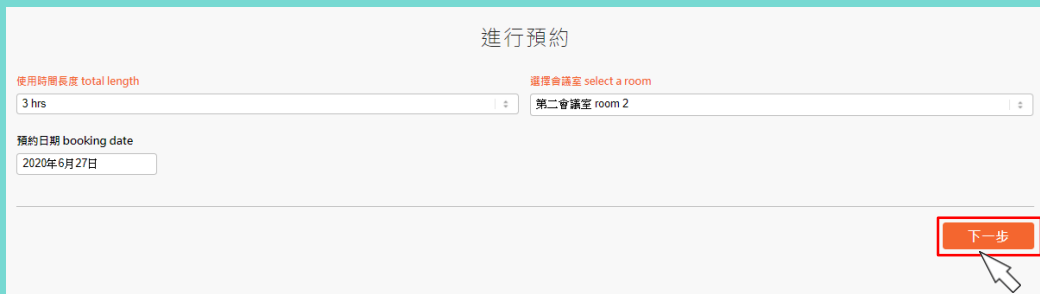 進行預約
使用時間長度 total length
選擇會議室 select a room
3 hrs
第二會議室 room 2
預約日期 booking date
2020年6月27日
下一步